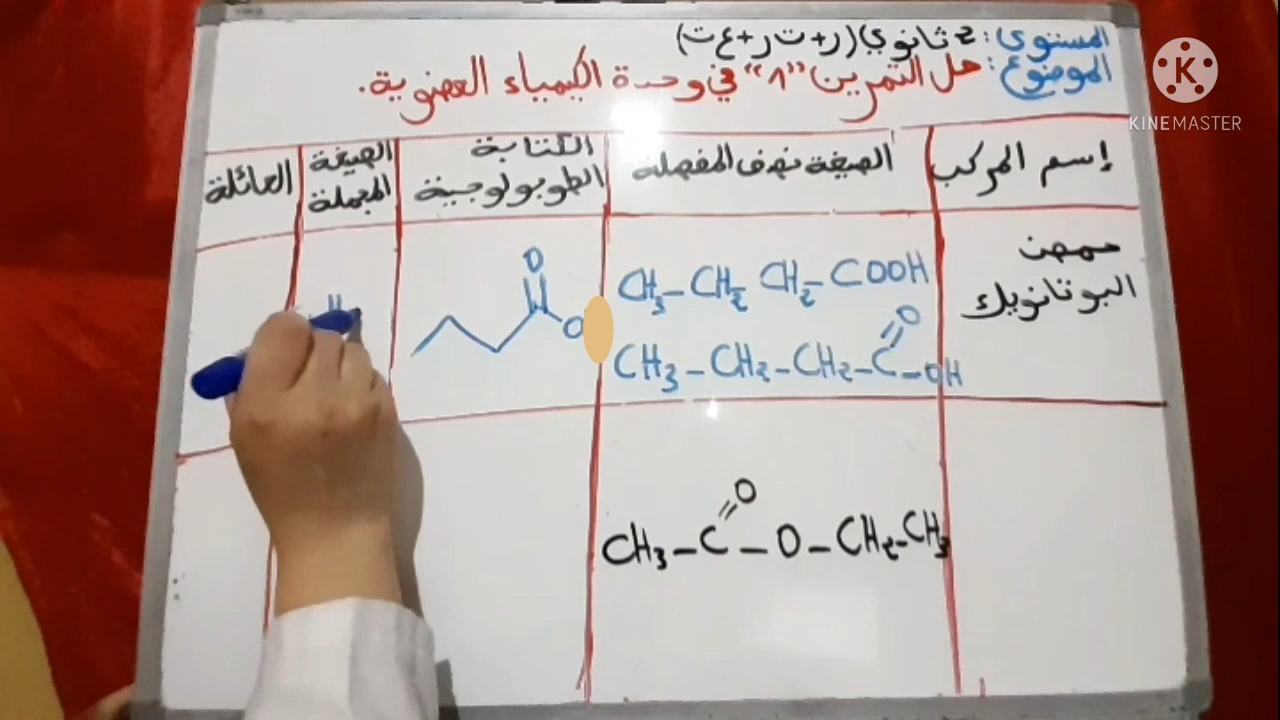 المستوى: 2 ثانوي (ر+ت ر+ع ت)
الموضوع: حل التمرين "٨" في وحدة الكيمياء العضوية.
KINEMASTER
إسم المركب
الصيغة نصف المفصلة
الكتابة الطوبولوجية
الصيغة المجملة
العائلة
حمض
البوتانويك
CH3-CH2 CH2-COOH
O
CH3-CH2-CH2-C-OH
O
O
H
O
CH3-C-O-CH2-CH3